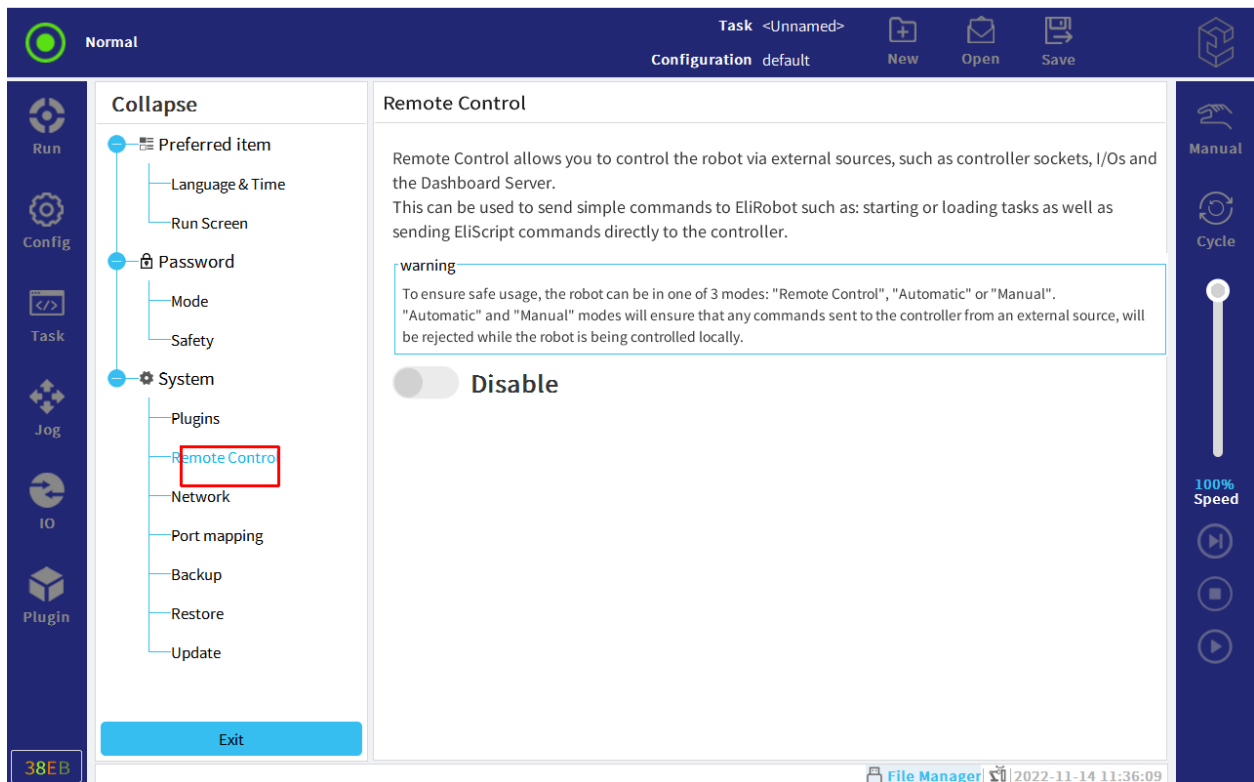 Normal
Task <Unnamed>
Configuration default
New
Open
Save
Run
Config
Task
Jog
IO
Plugin
38EB
Collapse
Preferred item
Language & Time
Run Screen
Password
Mode
Safety
System
Plugins
Remote Contro
Network
Port mapping
Backup
Restore
Update
Exit
Remote Control
Remote Control allows you to control the robot via external sources, such as controller sockets, I/Os and
the Dashboard Server.
This can be used to send simple commands to EliRobot such as: starting or loading tasks as well as
sending EliScript commands directly to the controller.
warning
To ensure safe usage, the robot can be in one of 3 modes: "Remote Control", "Automatic" or "Manual".
"Automatic" and "Manual" modes will ensure that any commands sent to the controller from an external source, will
be rejected while the robot is being controlled locally.
Disable
Manual
Cycle
100%
Speed
File Manager
2022-11-14 11:36:09